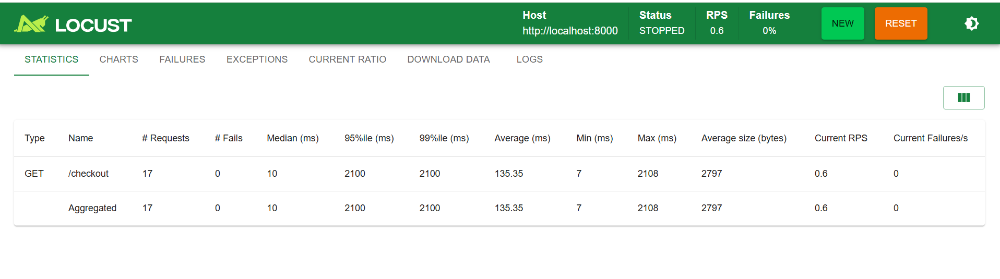 LOCUST
Host Status RPS Failures
http://localhost:8000 STOPPED 0.6 0%
NEW RESET
STATISTICS CHARTS FAILURES EXCEPTIONS CURRENT RATIO DOWNLOAD DATA LOGS
Type Name # Requests # Fails Median (ms) 95%ile (ms) 99%ile (ms) Average (ms) Min (ms) Max (ms) Average size (bytes) Current RPS Current Failures/s
GET /checkout 17 0 10 2100 2100 135.35 7 2108 2797 0.6 0
Aggregated 17 0 10 2100 2100 135.35 7 2108 2797 0.6 0